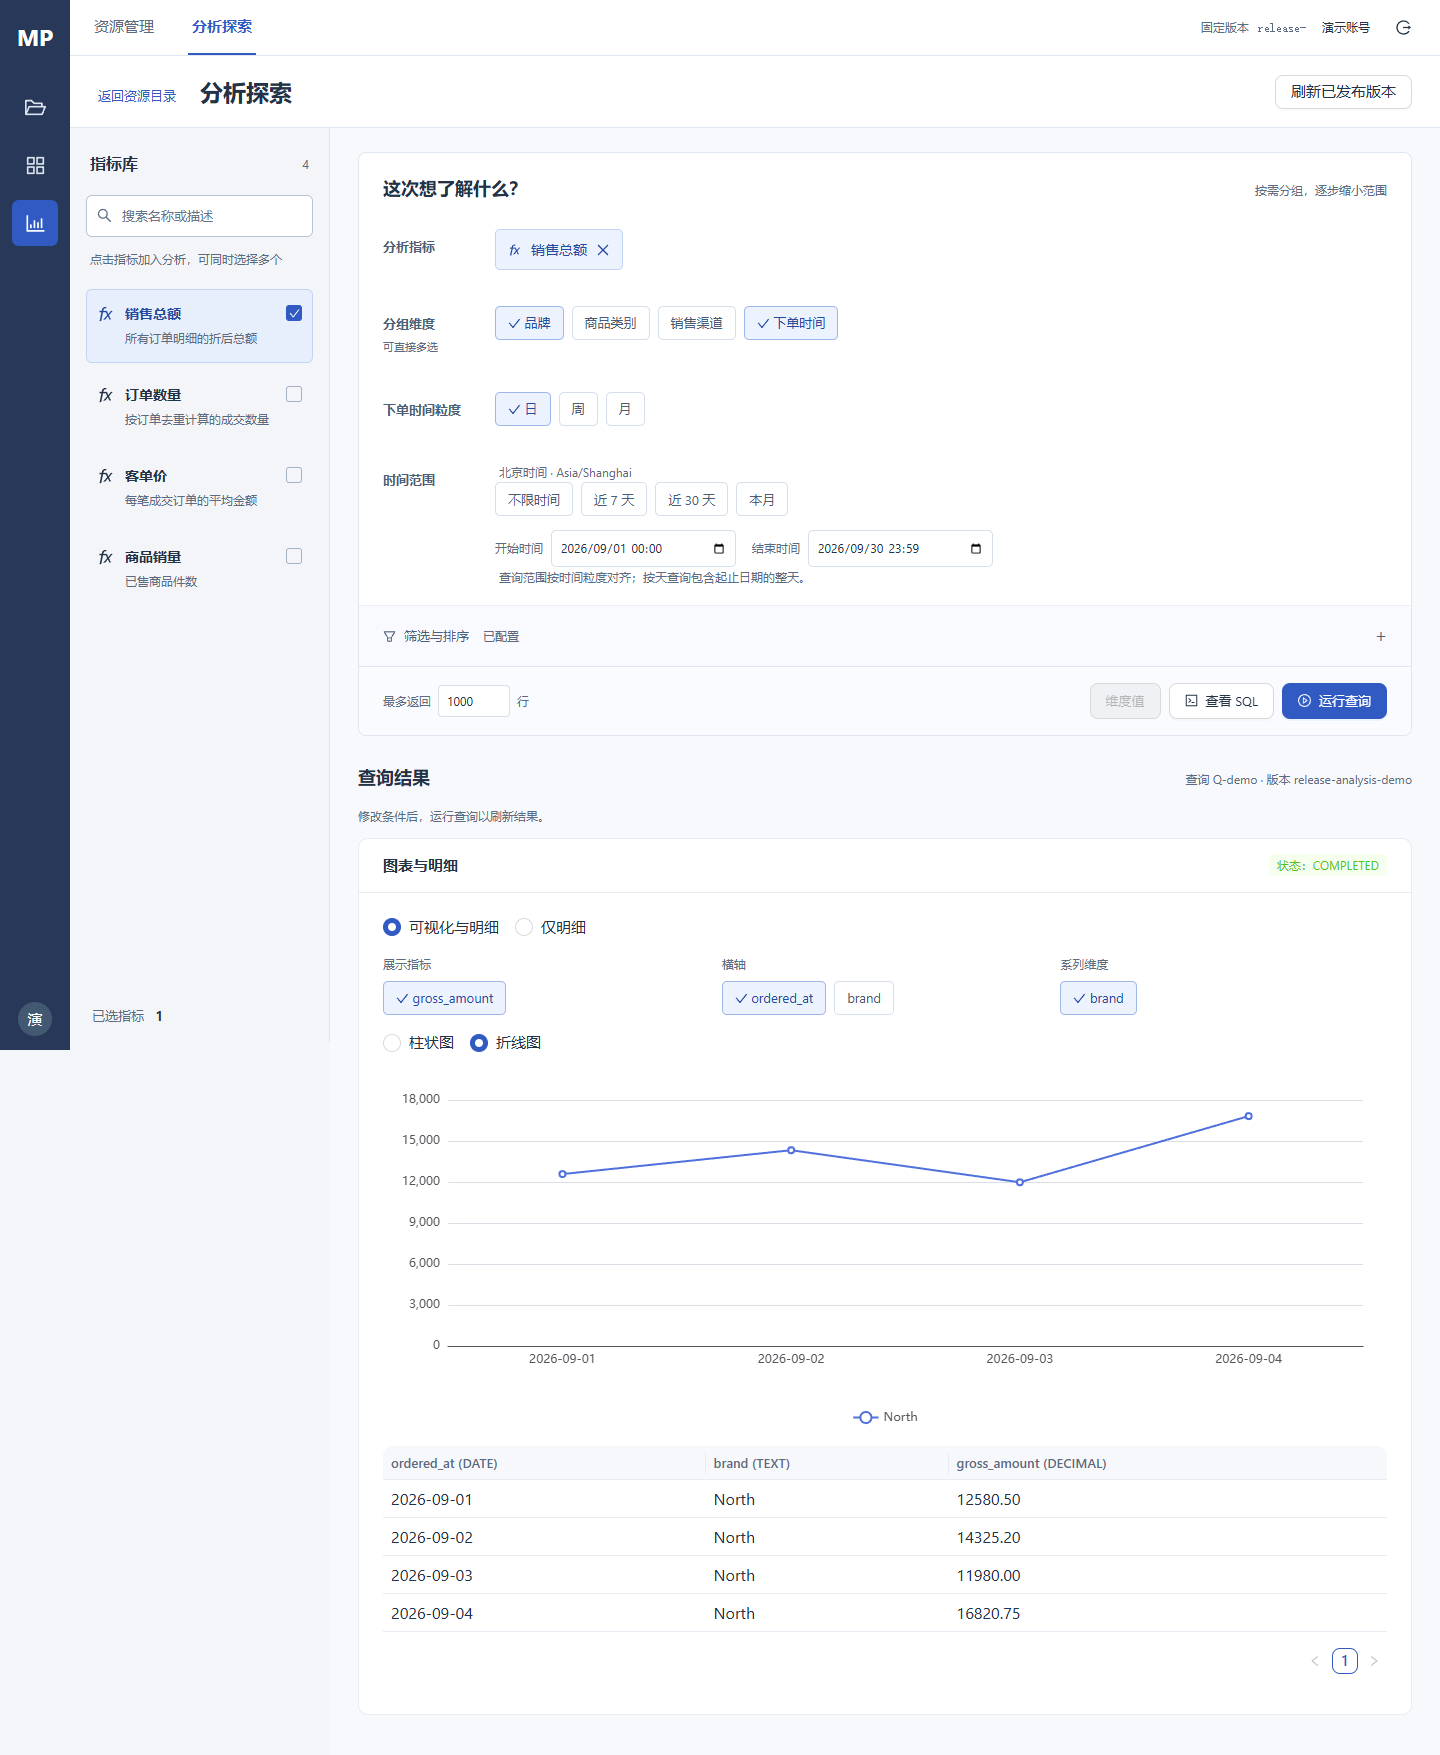 MP
资源管理
分析探索
固定版本 release-
演示账号
返回资源目录
分析探索
刷新已发布版本
指标库
4
搜索名称或描述
点击指标加入分析，可同时选择多个
fx 销售总额
所有订单明细的折后总额
fx 订单数量
按订单去重计算的成交数量
fx 客单价
每笔成交订单的平均金额
fx 商品销量
已售商品件数
已选指标 1
演
这次想了解什么？
按需分组，逐步缩小范围
分析指标
fx 销售总额
分组维度
可直接多选
品牌
商品类别
销售渠道
下单时间
下单时间粒度
日
周
月
时间范围
北京时间 · Asia/Shanghai
不限时间
近 7 天
近 30 天
本月
开始时间
2026/09/01 00:00
结束时间
2026/09/30 23:59
查询范围按时间粒度对齐；按天查询包含起止日期的整天。
筛选与排序 已配置
+
最多返回 1000 行
维度值
查看 SQL
运行查询
查询结果
查询 Q-demo · 版本 release-analysis-demo
修改条件后，运行查询以刷新结果。
图表与明细
状态：COMPLETED
可视化与明细
仅明细
展示指标
gross_amount
横轴
ordered_at
brand
系列维度
brand
柱状图
折线图
18,000
15,000
12,000
9,000
6,000
3,000
0
2026-09-01
2026-09-02
2026-09-03
2026-09-04
North
ordered_at (DATE) brand (TEXT) gross_amount (DECIMAL)
2026-09-01 North 12580.50
2026-09-02 North 14325.20
2026-09-03 North 11980.00
2026-09-04 North 16820.75
< 1 >